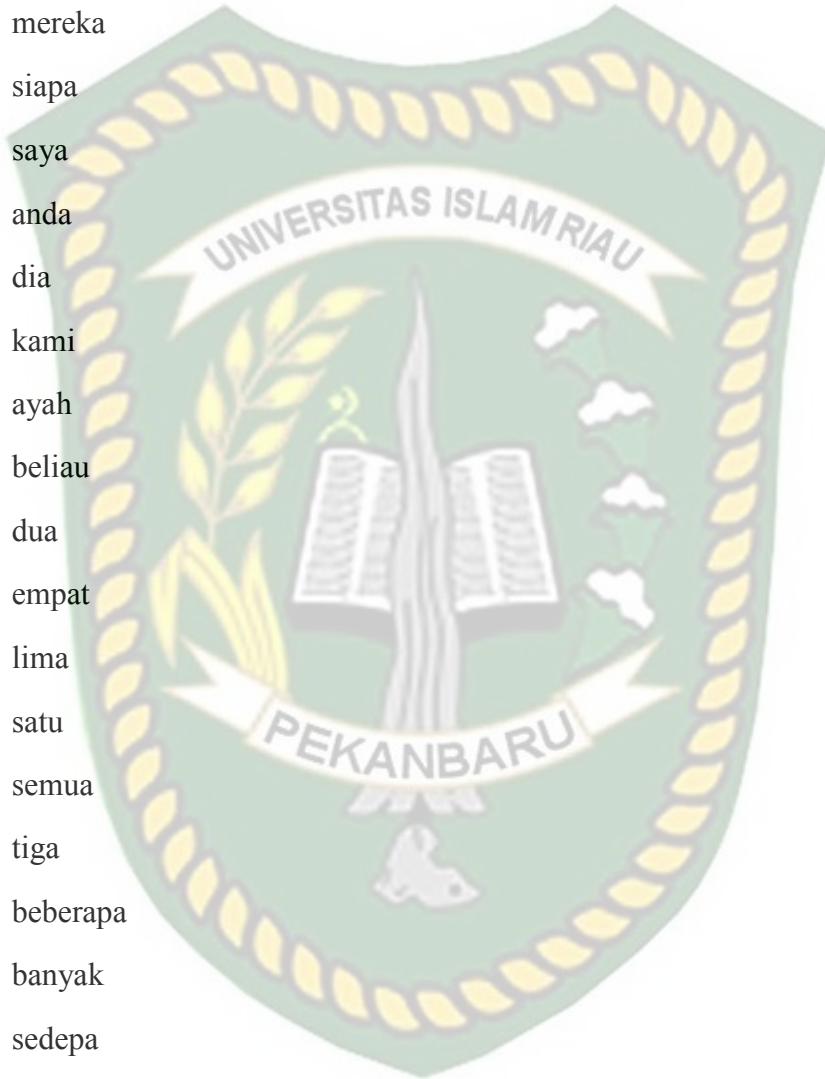 mereka
siapa
saya
anda
dia
kami
ayah
beliau
dua
empat
lima
satu
semua
tiga
beberapa
banyak
sedepa
UNIVERSITAS ISLAM RIAU
PEKANBARU